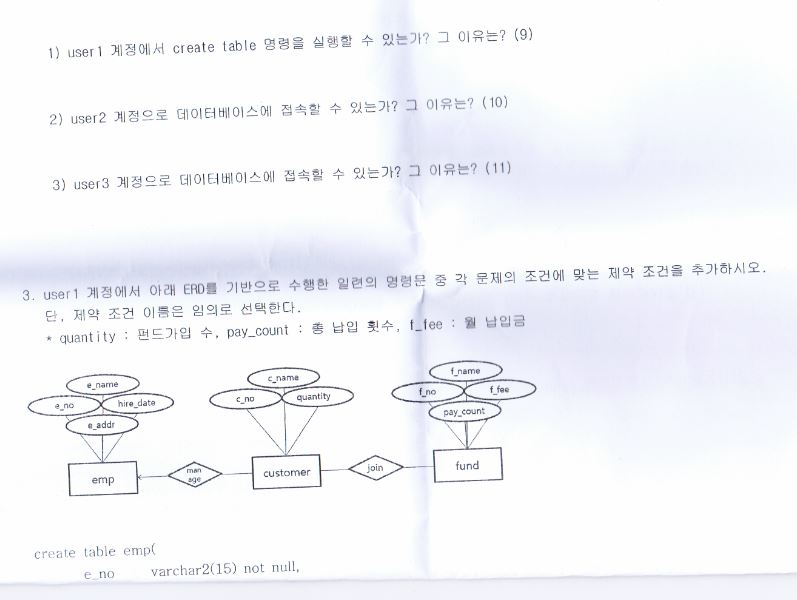 1) user1 계정에서 create table 명령을 실행할 수 있는가? 그 이유는? (9)
2) user2 계정으로 데이터베이스에 접속할 수 있는가? 그 이유는? (10)
3) user3 계정으로 데이터베이스에 접속할 수 있는가? 그 이유는? (11)
3. user1 계정에서 아래 ERD를 기반으로 수행한 일련의 명령문 중 각 문제의 조건에 맞는 제약 조건을 추가하시오.
단, 제약 조건 이름은 임의로 선택한다.
* quantity : 펀드가입 수, pay_count : 총 납입 횟수, f_fee : 월 납입금
e_name
e_no
hire_date
e_addr
emp
man
age
c_name
c_no
quantity
customer
join
f_name
f_no
f_fee
pay_count
fund
create table emp(
e_no varchar2(15) not null,